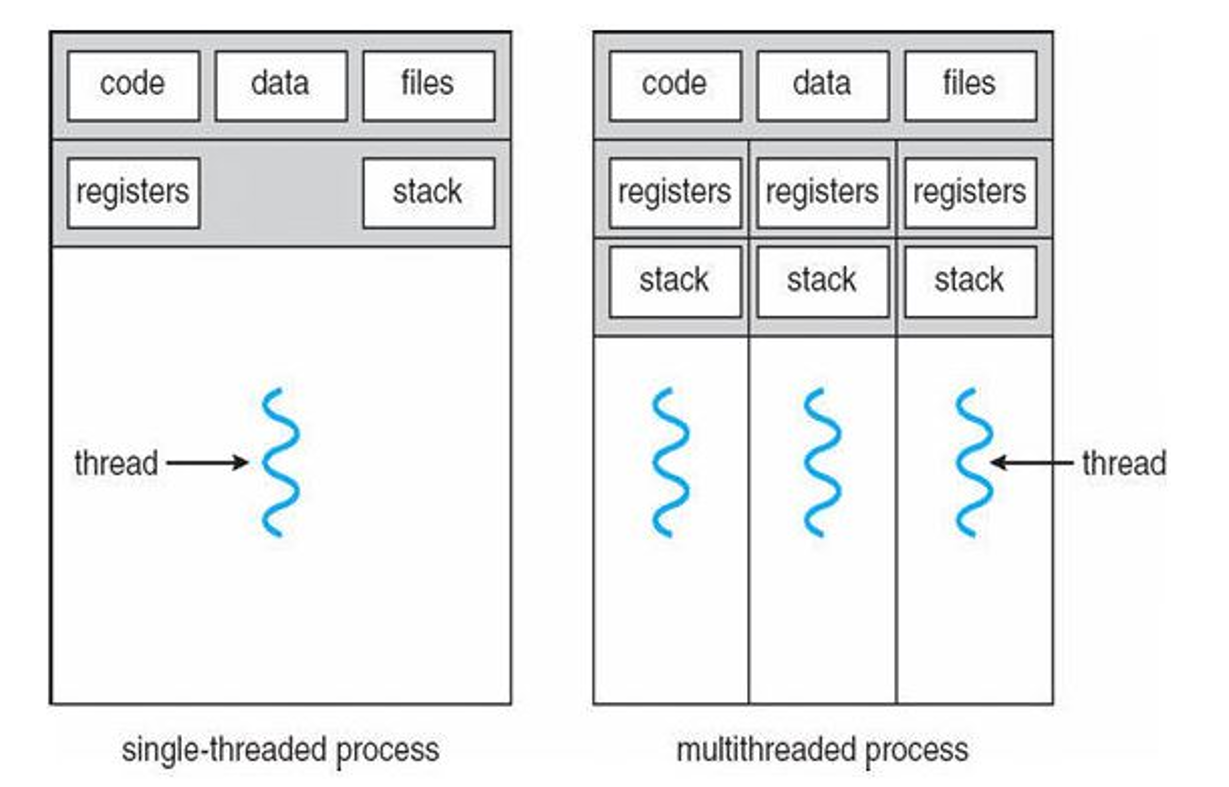 code data files
registers stack
thread
single-threaded process
code data files
registers registers registers
stack stack stack
thread
multithreaded process